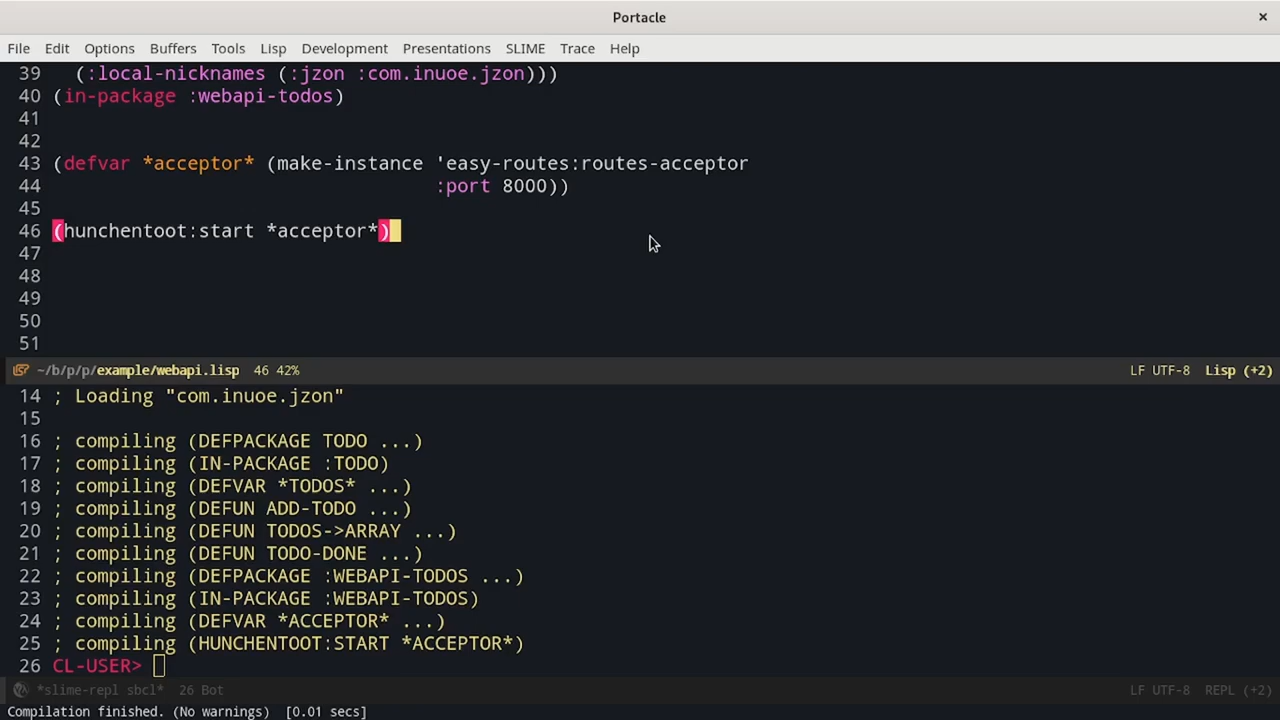 Portacle
×
File Edit Options Buffers Tools Lisp Development Presentations SLIME Trace Help
39 (:local-nicknames (:jzon :com.inuoe.jzon)))
40 (in-package :webapi-todos)
41
42
43 (defvar *acceptor* (make-instance 'easy-routes:routes-acceptor
44 :port 8000))
45
46 (hunchentoot:start *acceptor*)
47
48
49
50
51
~/b/p/p/example/webapi.lisp 46 42% LF UTF-8 Lisp (+2)
14 ; Loading "com.inuoe.jzon"
15
16 ; compiling (DEFPACKAGE TODO ...)
17 ; compiling (IN-PACKAGE :TODO)
18 ; compiling (DEFVAR *TODOS* ...)
19 ; compiling (DEFUN ADD-TODO ...)
20 ; compiling (DEFUN TODOS->ARRAY ...)
21 ; compiling (DEFUN TODO-DONE ...)
22 ; compiling (DEFPACKAGE :WEBAPI-TODOS ...)
23 ; compiling (IN-PACKAGE :WEBAPI-TODOS)
24 ; compiling (DEFVAR *ACCEPTOR* ...)
25 ; compiling (HUNCHENTOOT:START *ACCEPTOR*)
26 CL-USER>
*slime-repl sbcl* 26 Bot LF UTF-8 REPL (+2)
Compilation finished. (No warnings) [0.01 secs]